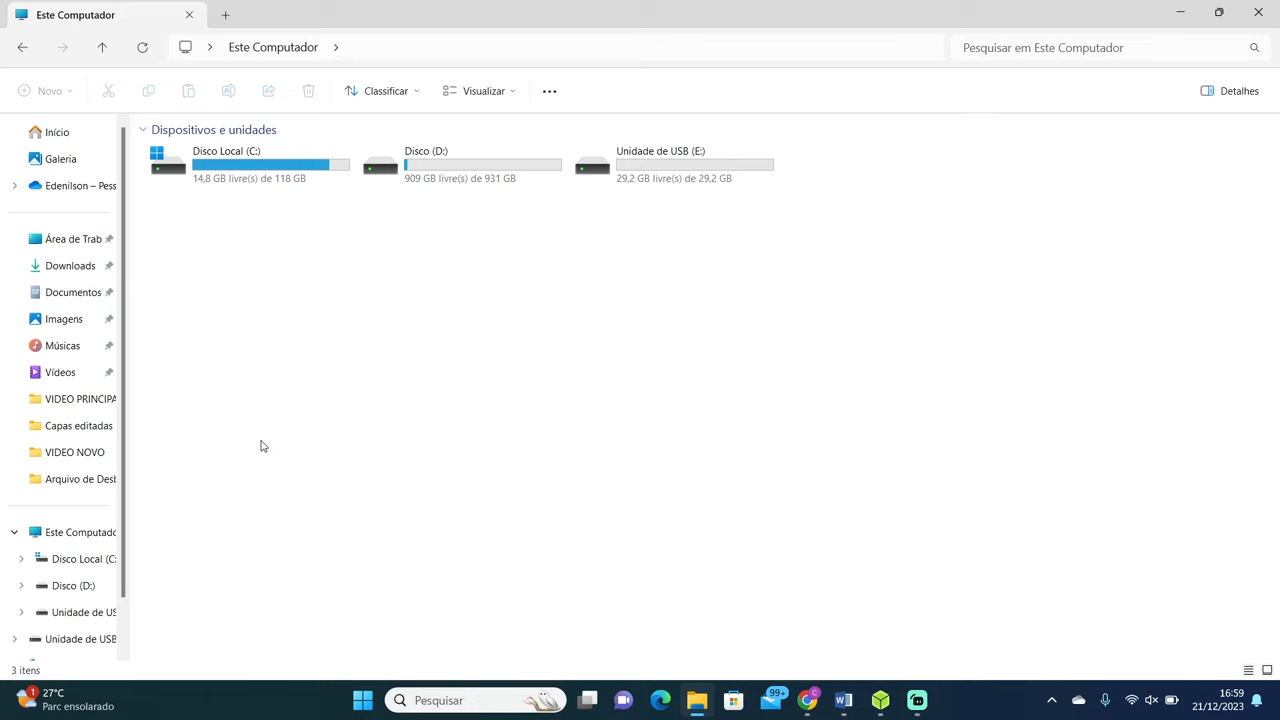 Este Computador
Este Computador
Pesquisar em Este Computador
Novo
Classificar
Visualizar
Detalhes
Início
Galeria
Edenilson – Pess
Área de Trab
Downloads
Documentos
Imagens
Músicas
Vídeos
VIDEO PRINCIPA
Capas editadas
VIDEO NOVO
Arquivo de Desb
Este Computado
Disco Local (C:
Disco (D:)
Unidade de US
Unidade de USB
Dispositivos e unidades
Disco Local (C:)
14,8 GB livre(s) de 118 GB
Disco (D:)
909 GB livre(s) de 931 GB
Unidade de USB (E:)
29,2 GB livre(s) de 29,2 GB
3 itens
1
27°C
Parc ensolarado
Pesquisar
99+
C
W
16:59
21/12/2023